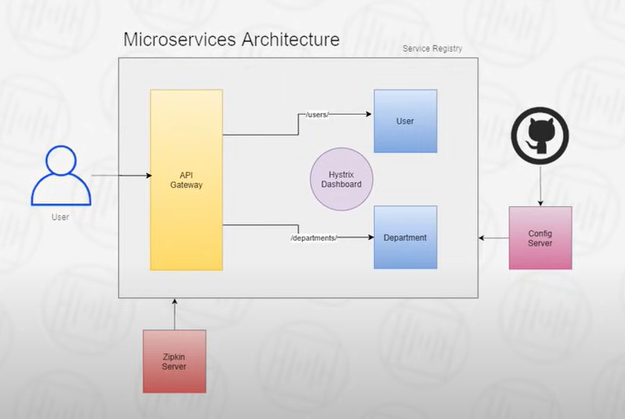 Microservices Architecture
Service Registry
/users/
User
API
Gateway
Hystrix
Dashboard
User
/departments/
Department
Config
Server
Zipkin
Server